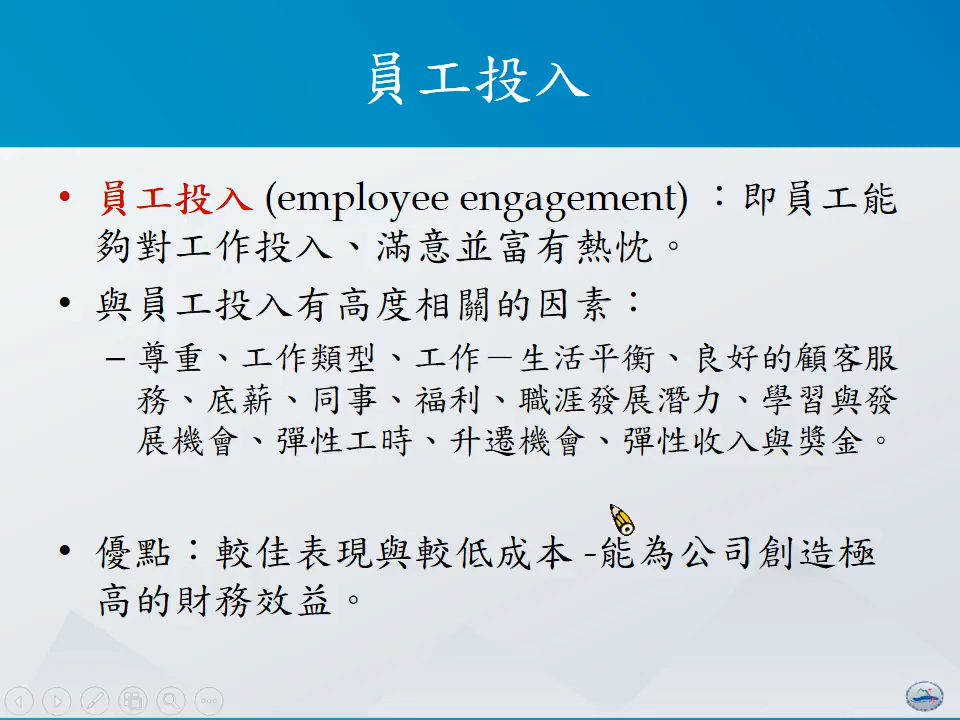 員工投入
• 員工投入 (employee engagement) ：即員工能
夠對工作投入、滿意並富有熱忱。
• 與員工投入有高度相關的因素：
– 尊重、工作類型、工作－生活平衡、良好的顧客服
務、底薪、同事、福利、職涯發展潛力、學習與發
展機會、彈性工時、升遷機會、彈性收入與獎金。
• 優點：較佳表現與較低成本 -能為公司創造極
高的財務效益。